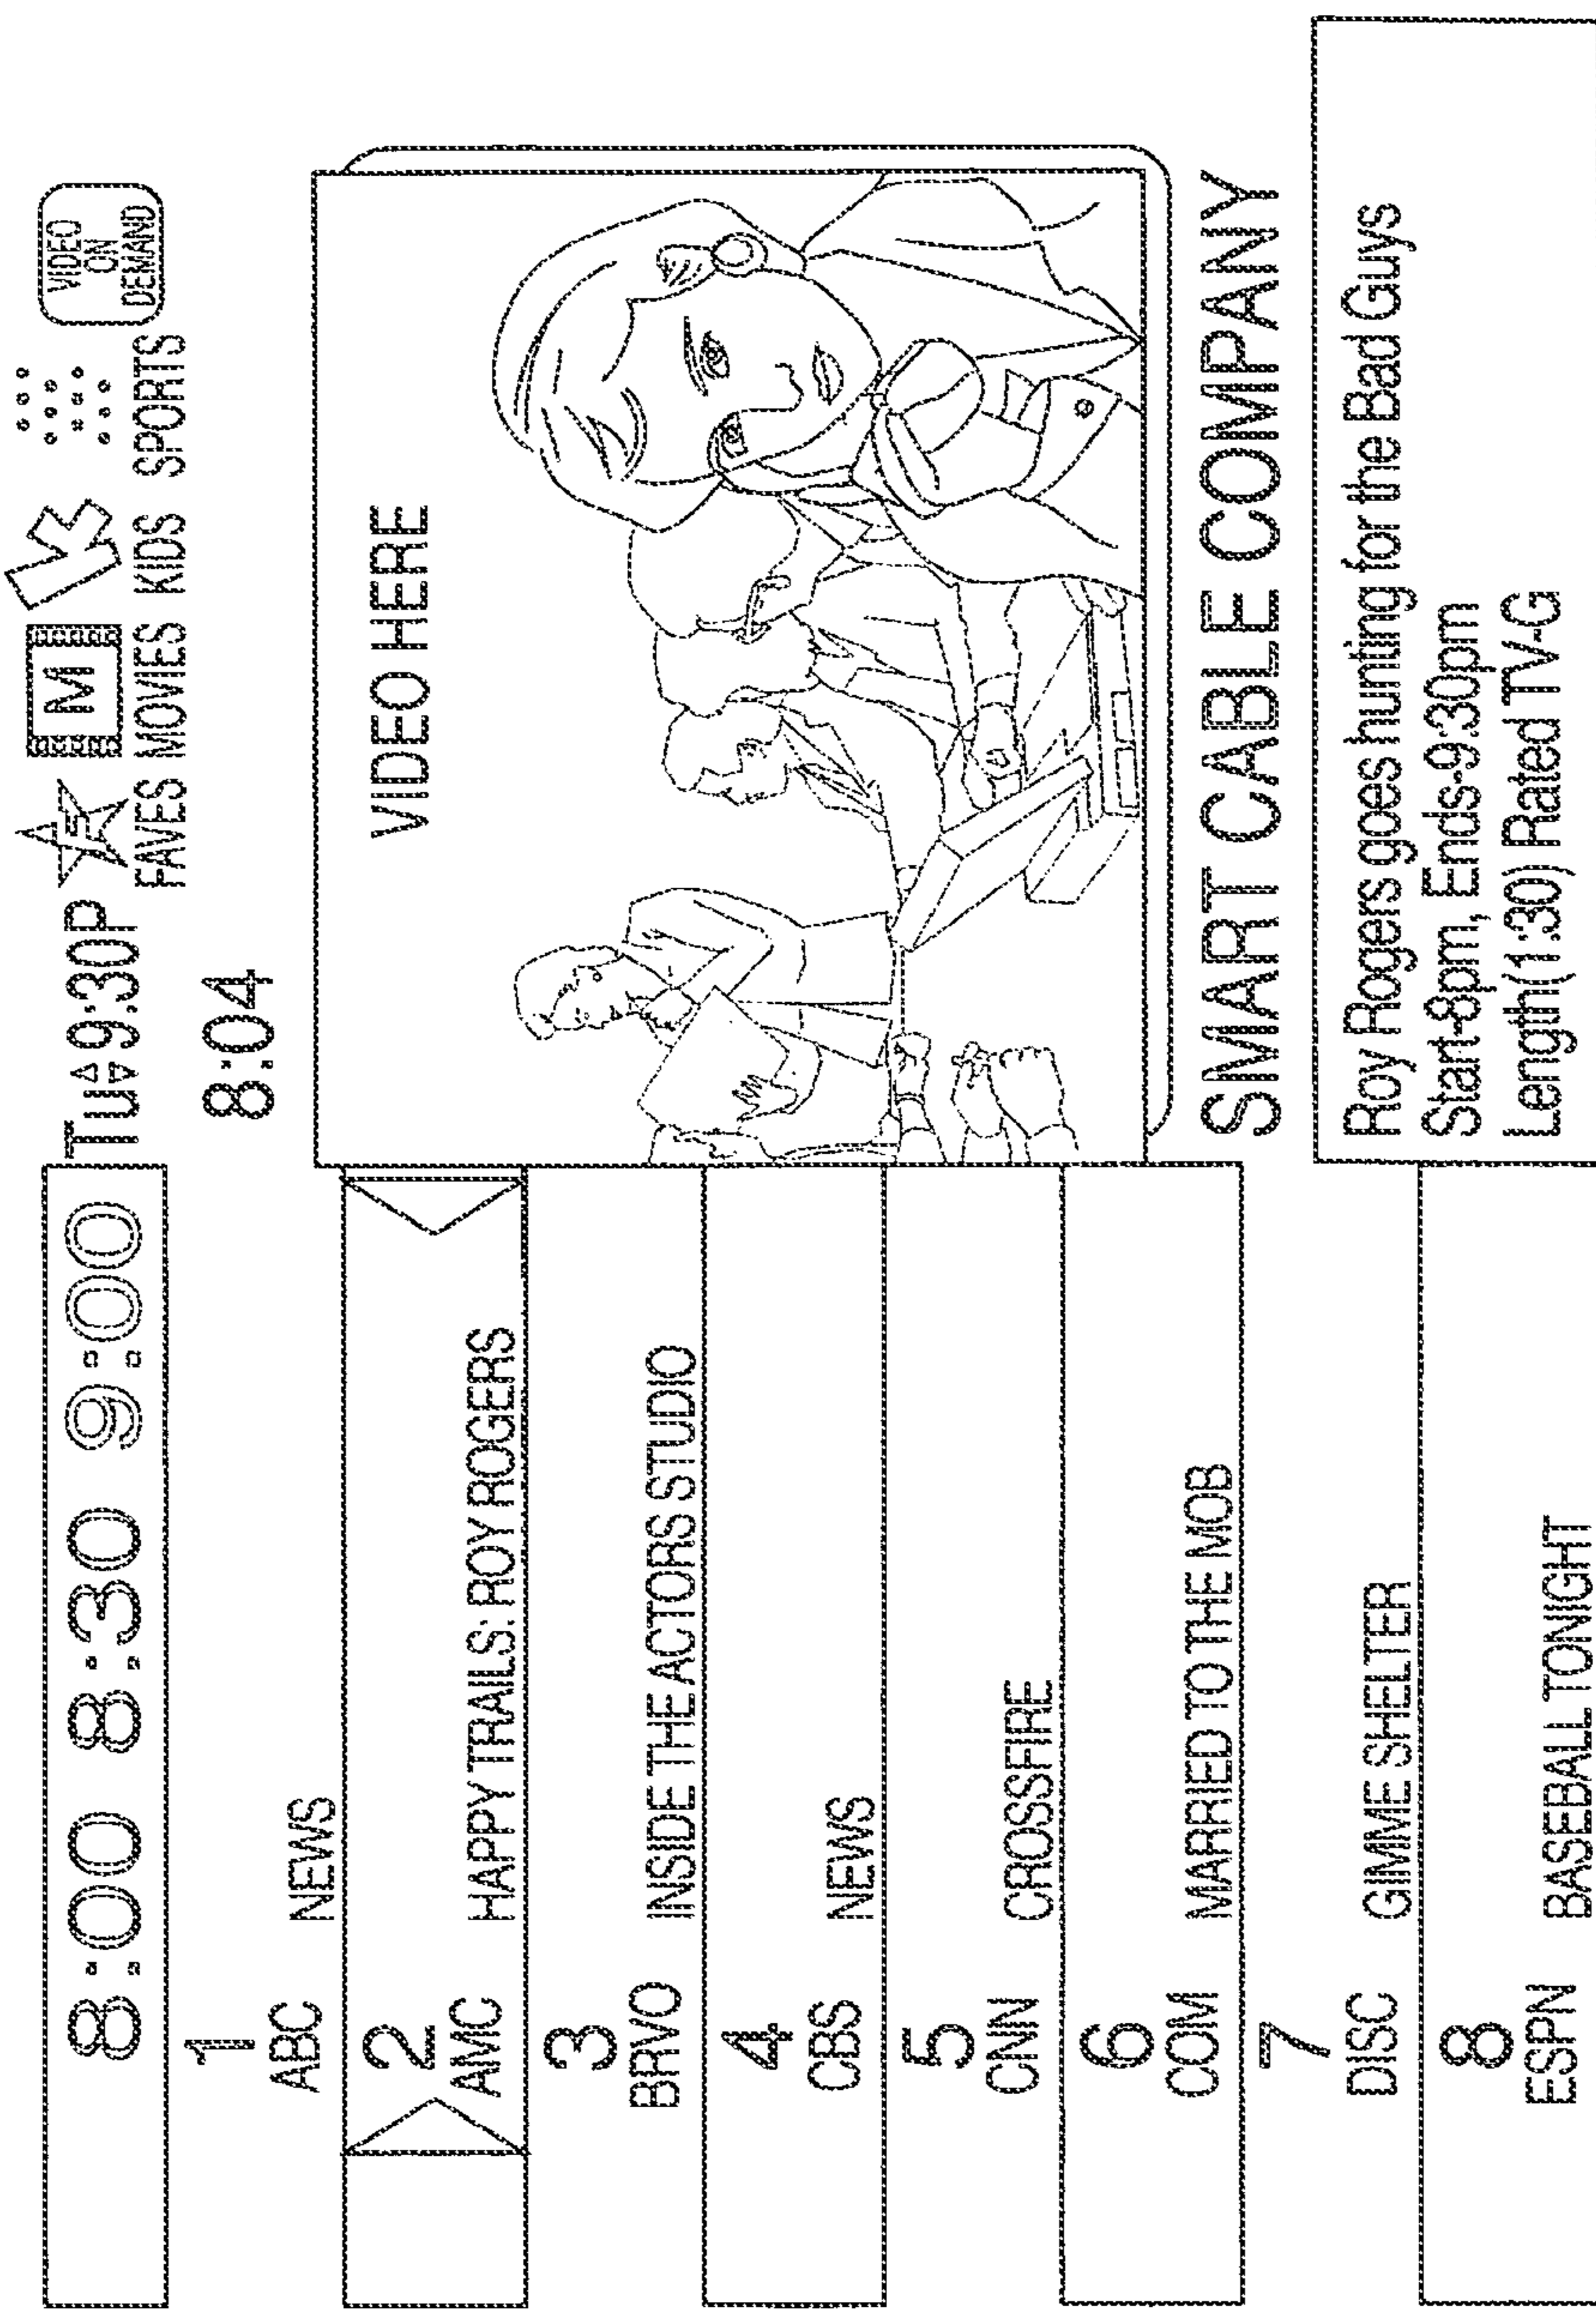 8:00 8:30 9:00 Tu 9:30P
F
M
FAVES MOVIES KIDS SPORTS
VIDEO
ON
DEMAND
8:04
1
ABC NEWS
2
AMC HAPPY TRAILS: ROY ROGERS
3
BRVO INSIDE THE ACTORS STUDIO
4
CBS NEWS
5
CNN CROSSFIRE
6
COM MARRIED TO THE MOB
7
DISC GIMME SHELTER
8
ESPN BASEBALL TONIGHT
VIDEO HERE
SMART CABLE COMPANY
Roy Rogers goes hunting for the Bad Guys
Start-8pm, Ends-9:30pm
Length(1:30) Rated TV-G